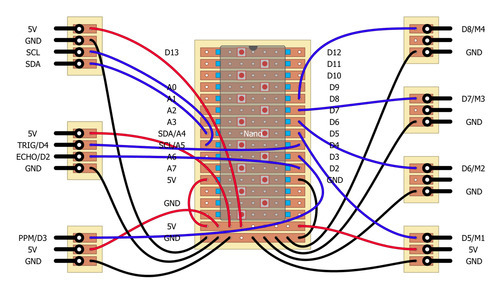 5V
GND
SCL
SDA
5V
TRIG/D4
ECHO/D2
GND
PPM/D3
5V
GND
D13
A0
A1
A2
A3
SDA/A4
SCL/A5
A6
A7
5V
GND
5V
GND
Nano
D12
D11
D10
D9
D8
D7
D6
D5
D4
D3
D2
GND
D8/M4
GND
D7/M3
GND
D6/M2
GND
D5/M1
5V
GND